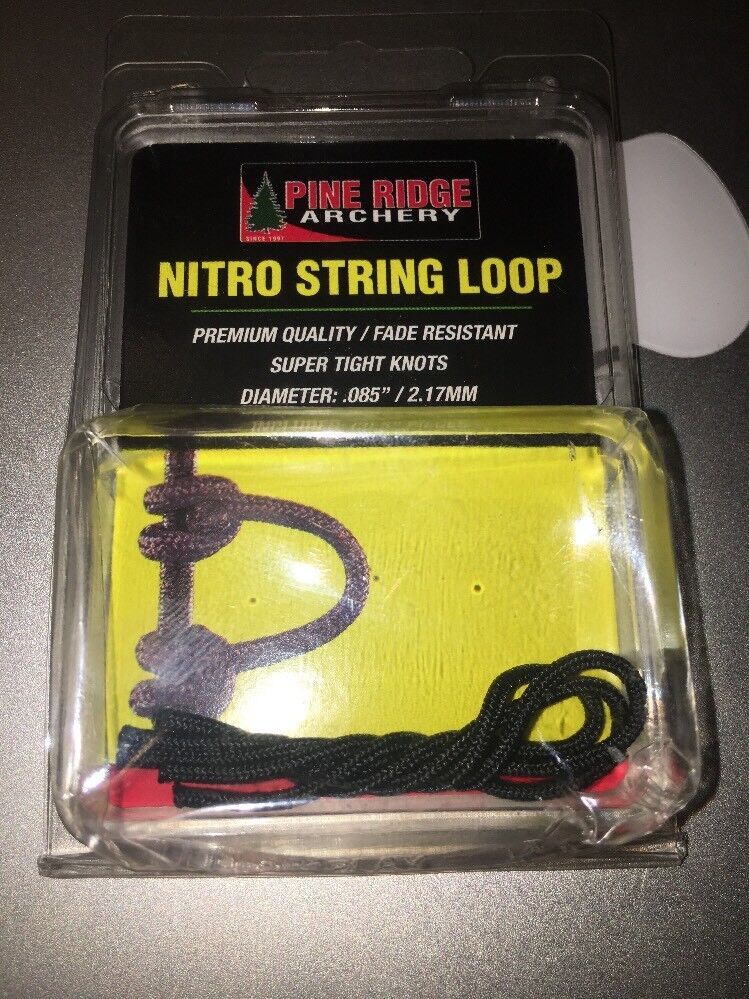 PINE RIDGE
ARCHERY
SINCE 1997
NITRO STRING LOOP
PREMIUM QUALITY / FADE RESISTANT
SUPER TIGHT KNOTS
DIAMETER: .085” / 2.17MM